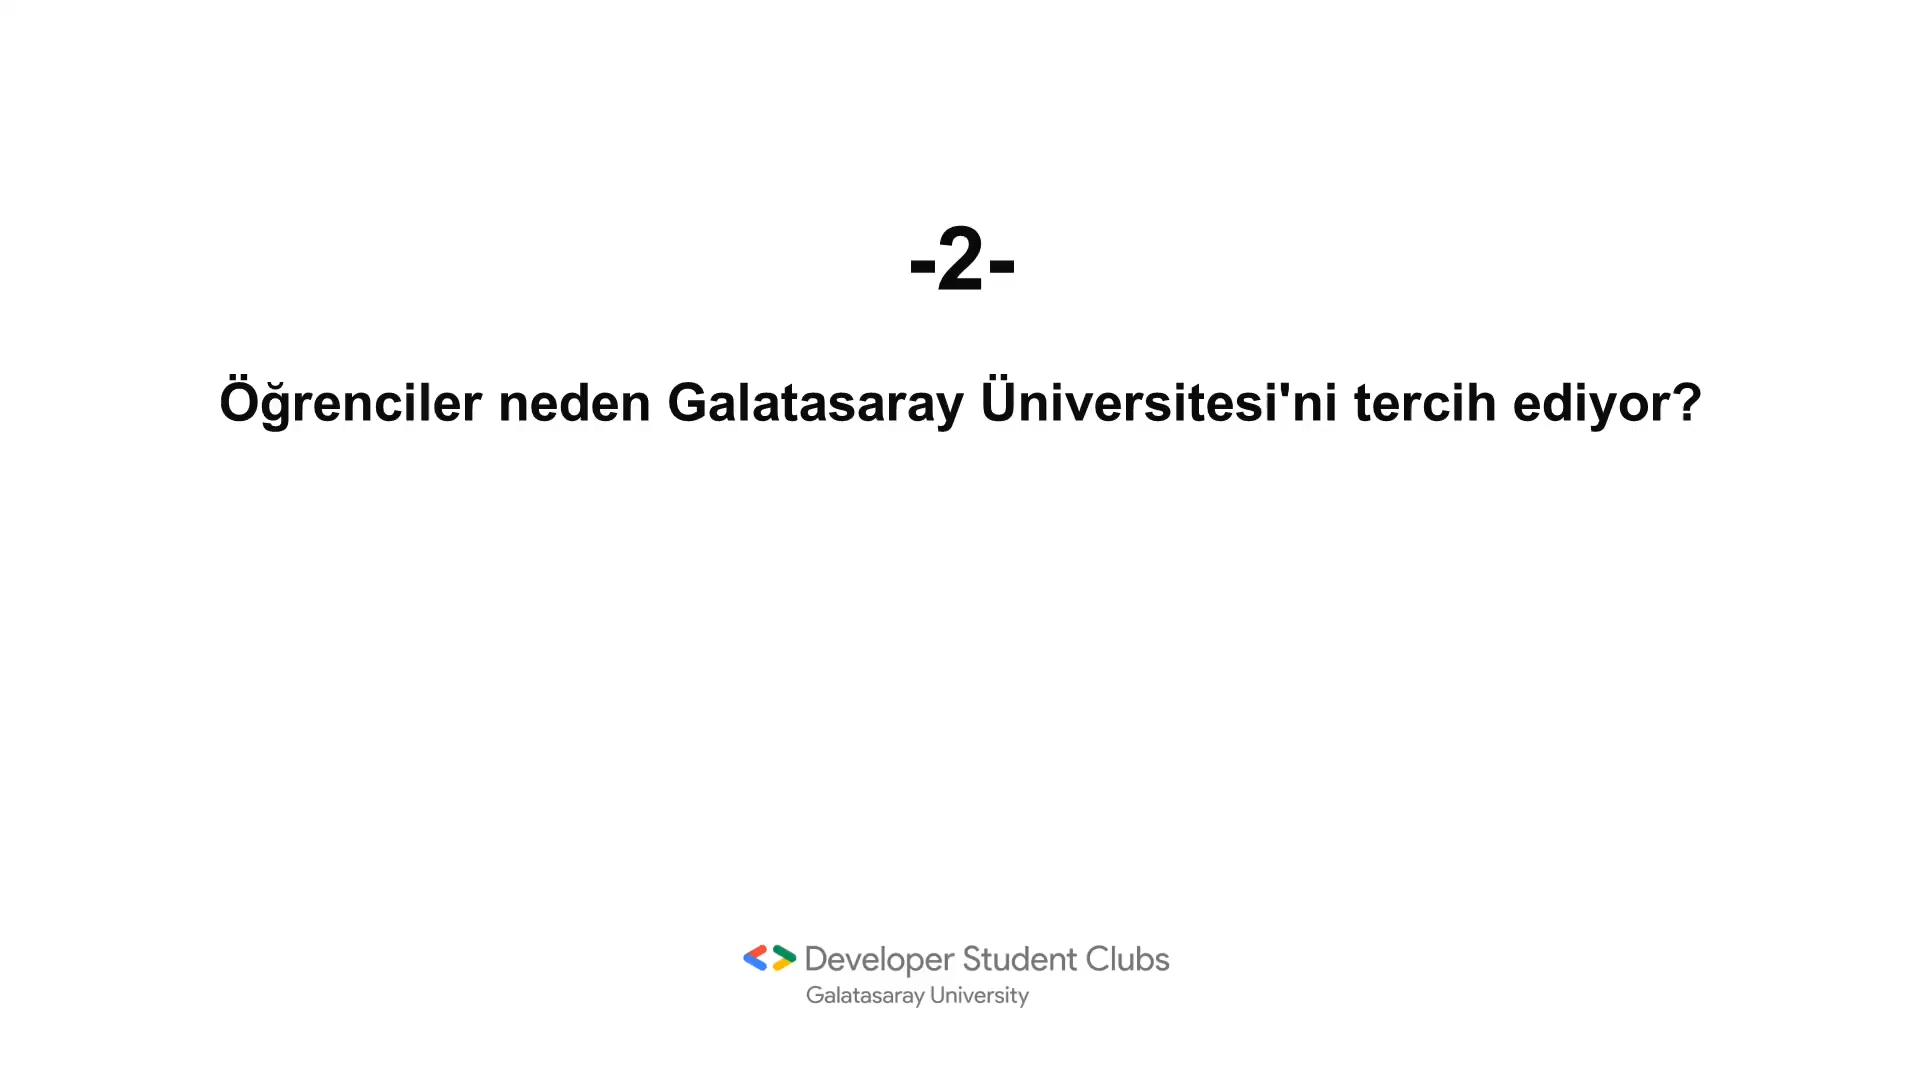 -2-
Öğrenciler neden Galatasaray Üniversitesi'ni tercih ediyor?
Developer Student Clubs
Galatasaray University